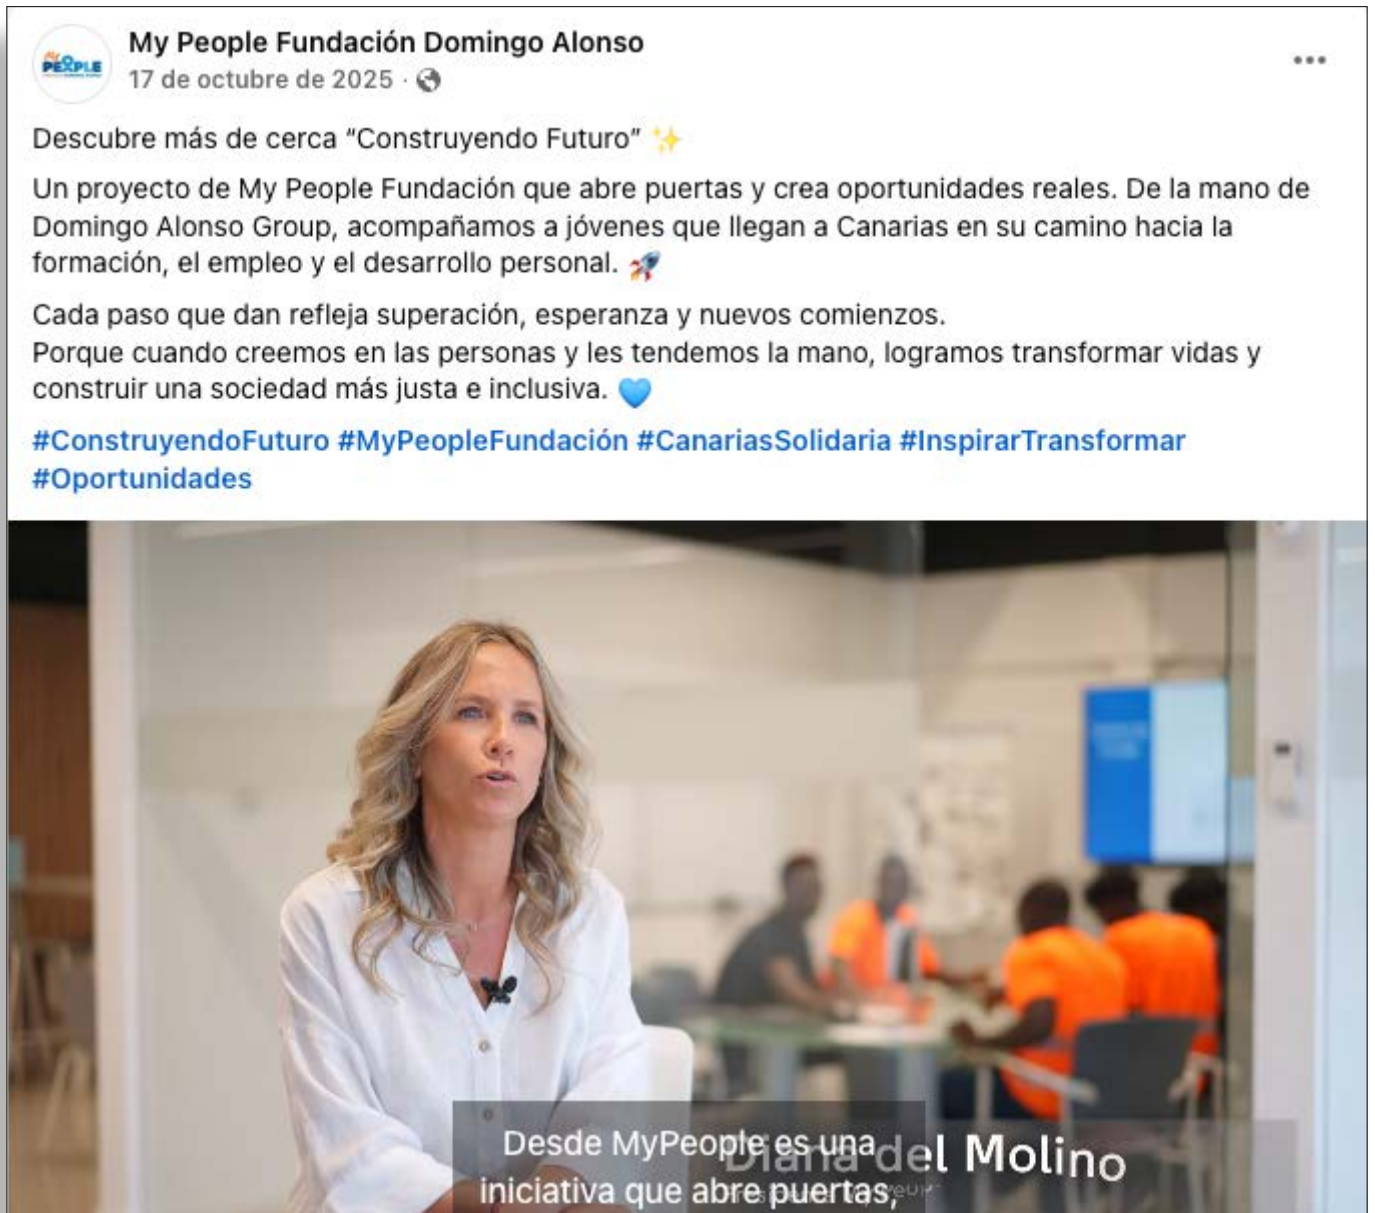 My PEOPLE
My People Fundación Domingo Alonso
17 de octubre de 2025 ·
Descubre más de cerca “Construyendo Futuro” ✨
Un proyecto de My People Fundación que abre puertas y crea oportunidades reales. De la mano de
Domingo Alonso Group, acompañamos a jóvenes que llegan a Canarias en su camino hacia la
formación, el empleo y el desarrollo personal. 🚀
Cada paso que dan refleja superación, esperanza y nuevos comienzos.
Porque cuando creemos en las personas y les tendemos la mano, logramos transformar vidas y
construir una sociedad más justa e inclusiva. 💙
#ConstruyendoFuturo #MyPeopleFundación #CanariasSolidaria #InspirarTransformar
#Oportunidades
Diana del Molino
Desde MyPeople es una
iniciativa que abre puertas,